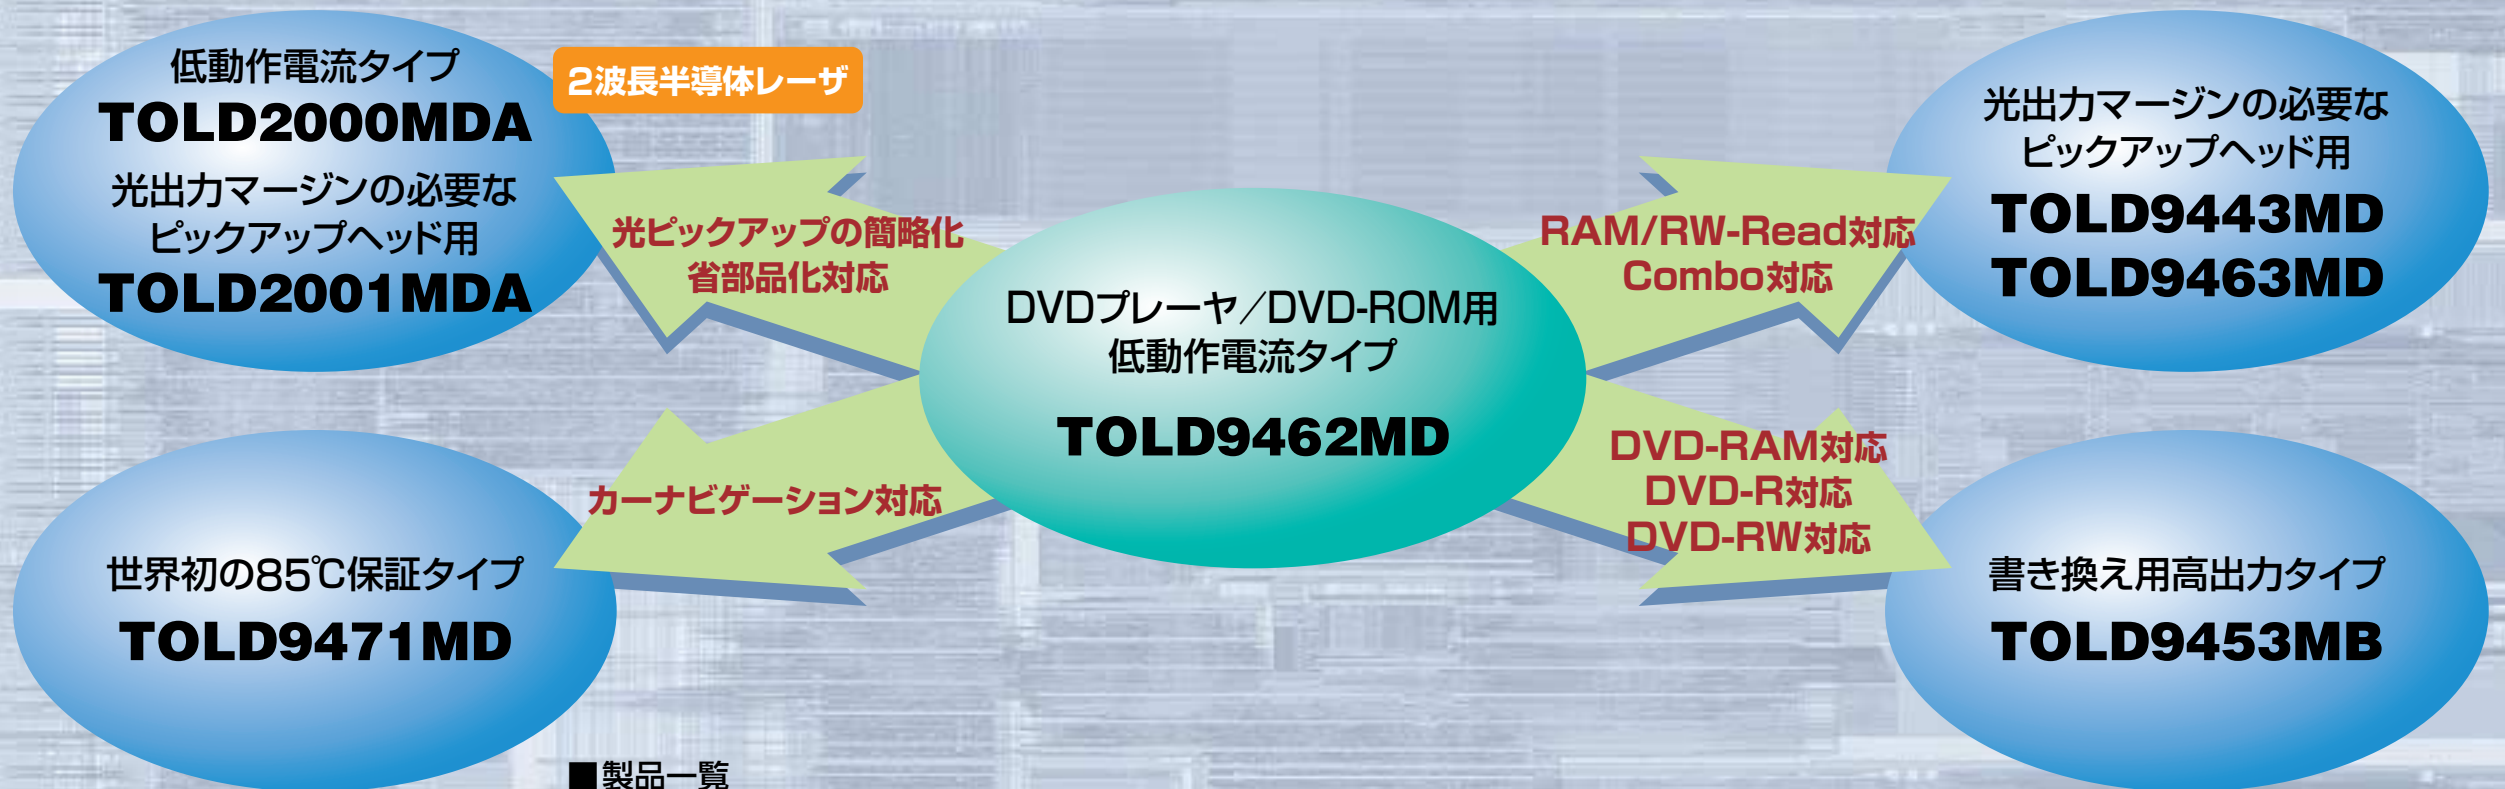 低動作電流タイプ
TOLD2000MDA
光出力マージンの必要な
ピックアップヘッド用
TOLD2001MDA
2波長半導体レーザ
光ピックアップの簡略化
省部品化対応
RAM/RW-Read対応
Combo対応
光出力マージンの必要な
ピックアップヘッド用
TOLD9443MD
TOLD9463MD
DVDプレーヤ／DVD-ROM用
低動作電流タイプ
TOLD9462MD
カーナビゲーション対応
世界初の85℃保証タイプ
TOLD9471MD
DVD-RAM対応
DVD-R対応
DVD-RW対応
書き換え用高出力タイプ
TOLD9453MB
■製品一覧